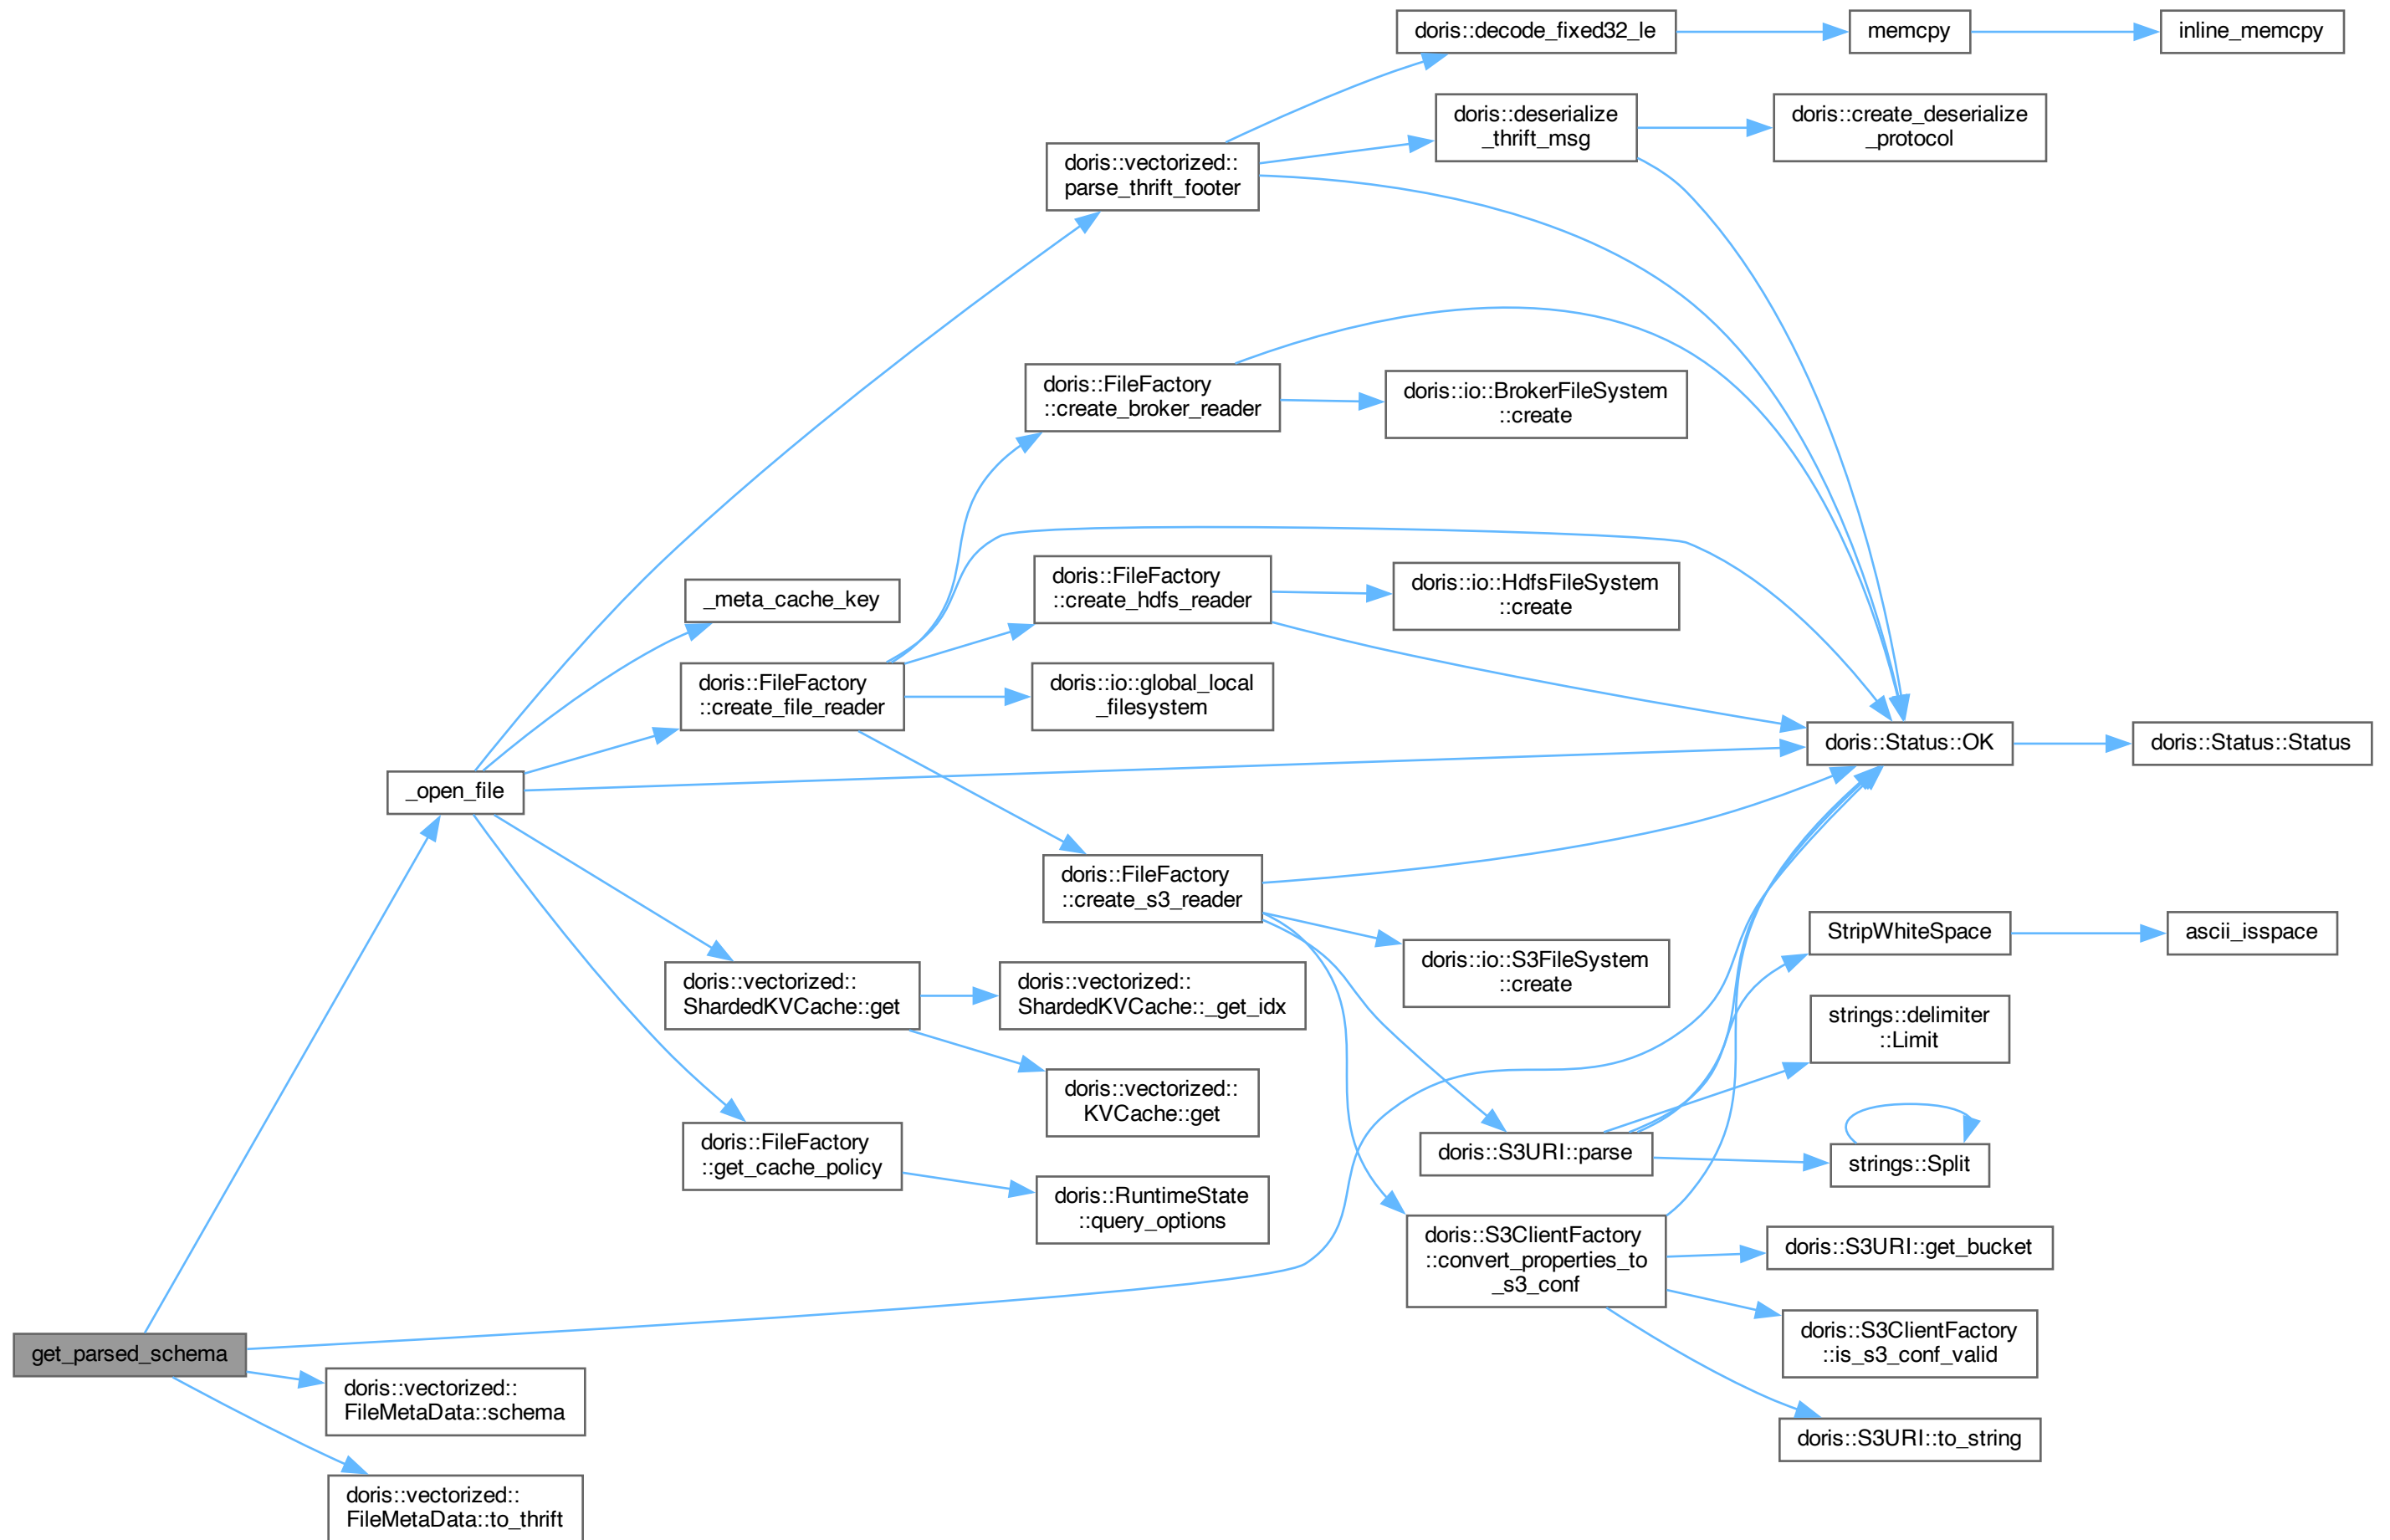 doris::decode_fixed32_le
memcpy
inline_memcpy
doris::deserialize
_thrift_msg
doris::create_deserialize
_protocol
doris::vectorized::
parse_thrift_footer
doris::FileFactory
::create_broker_reader
doris::io::BrokerFileSystem
::create
_meta_cache_key
doris::FileFactory
::create_hdfs_reader
doris::io::HdfsFileSystem
::create
doris::FileFactory
::create_file_reader
doris::io::global_local
_filesystem
doris::Status::OK
doris::Status::Status
_open_file
doris::FileFactory
::create_s3_reader
StripWhiteSpace
ascii_isspace
doris::io::S3FileSystem
::create
doris::vectorized::
ShardedKVCache::get
doris::vectorized::
ShardedKVCache::_get_idx
strings::delimiter
::Limit
doris::vectorized::
KVCache::get
doris::FileFactory
::get_cache_policy
doris::S3URI::parse
strings::Split
doris::RuntimeState
::query_options
doris::S3ClientFactory
::convert_properties_to
_s3_conf
doris::S3URI::get_bucket
doris::S3ClientFactory
::is_s3_conf_valid
get_parsed_schema
doris::vectorized::
FileMetaData::schema
doris::S3URI::to_string
doris::vectorized::
FileMetaData::to_thrift